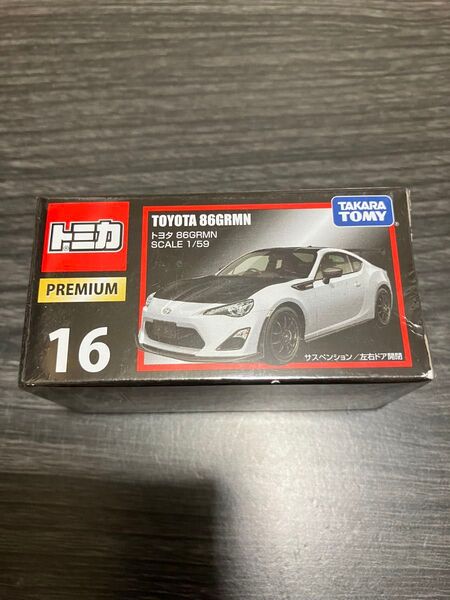 トミカ
PREMIUM
16
TOYOTA 86GRMN
トヨタ 86GRMN
SCALE 1/59
TAKARA
TOMY
サスペンション／左右ドア開閉